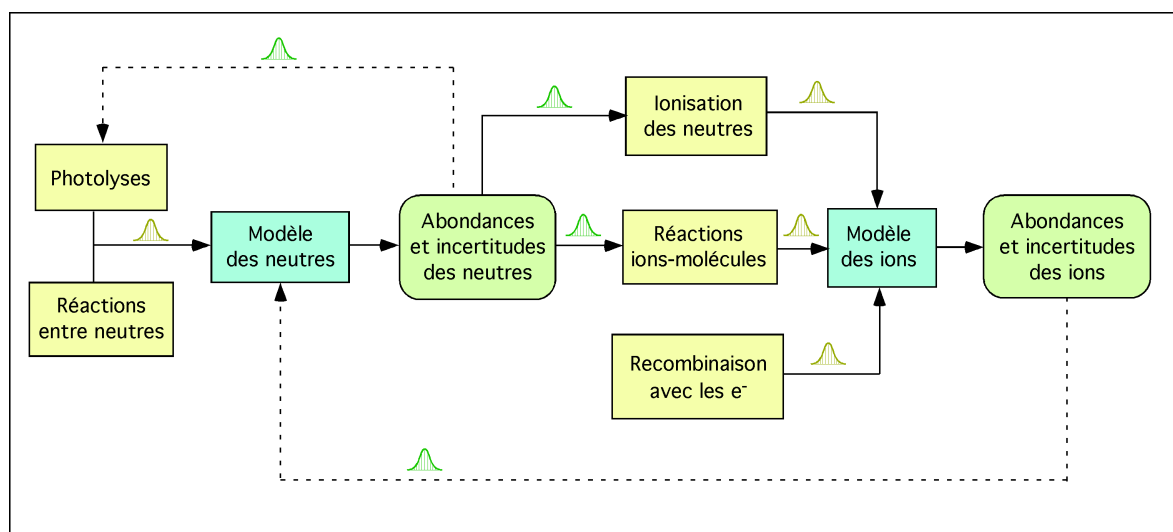 Photolyses
Réactions
entre neutres
Modèle
des neutres
Abondances
et incertitudes
des neutres
Ionisation
des neutres
Réactions
ions-molécules
Recombinaison
avec les e⁻
Modèle
des ions
Abondances
et incertitudes
des ions